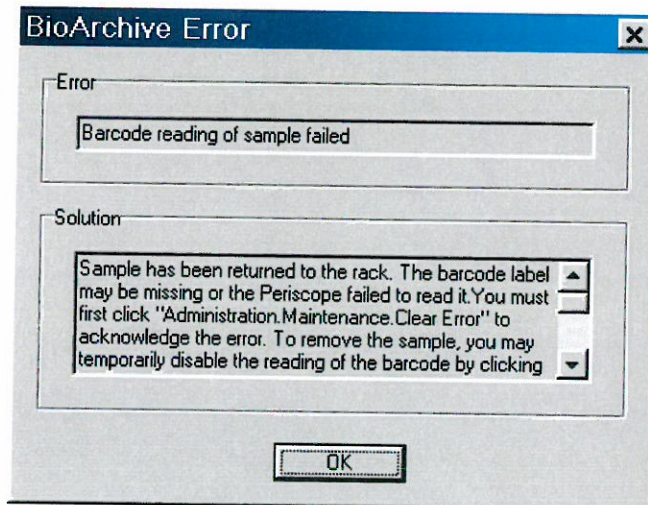 BioArchive Error
Error
Barcode reading of sample failed
Solution
Sample has been returned to the rack. The barcode label
may be missing or the Periscope failed to read it.You must
first click "Administration.Maintenance.Clear Error" to
acknowledge the error. To remove the sample, you may
temporarily disable the reading of the barcode by clicking
OK